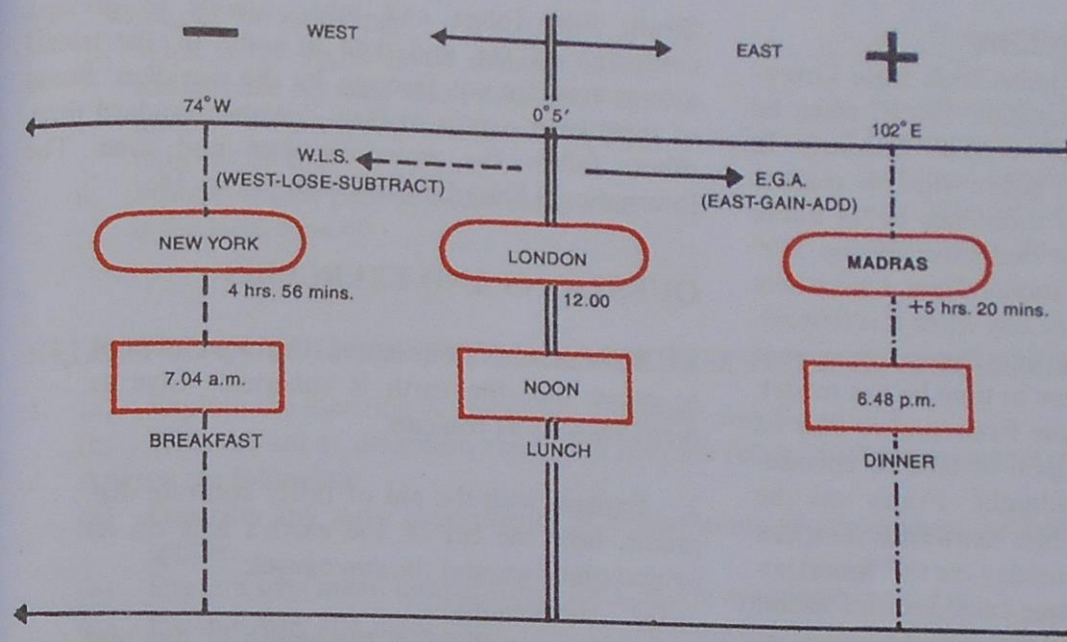 WEST
EAST
74°W
0°5′
102°E
W.L.S.
(WEST-LOSE-SUBTRACT)
E.G.A.
(EAST-GAIN-ADD)
NEW YORK
LONDON
MADRAS
4 hrs. 56 mins.
12.00
+5 hrs. 20 mins.
7.04 a.m.
NOON
6.48 p.m.
BREAKFAST
LUNCH
DINNER